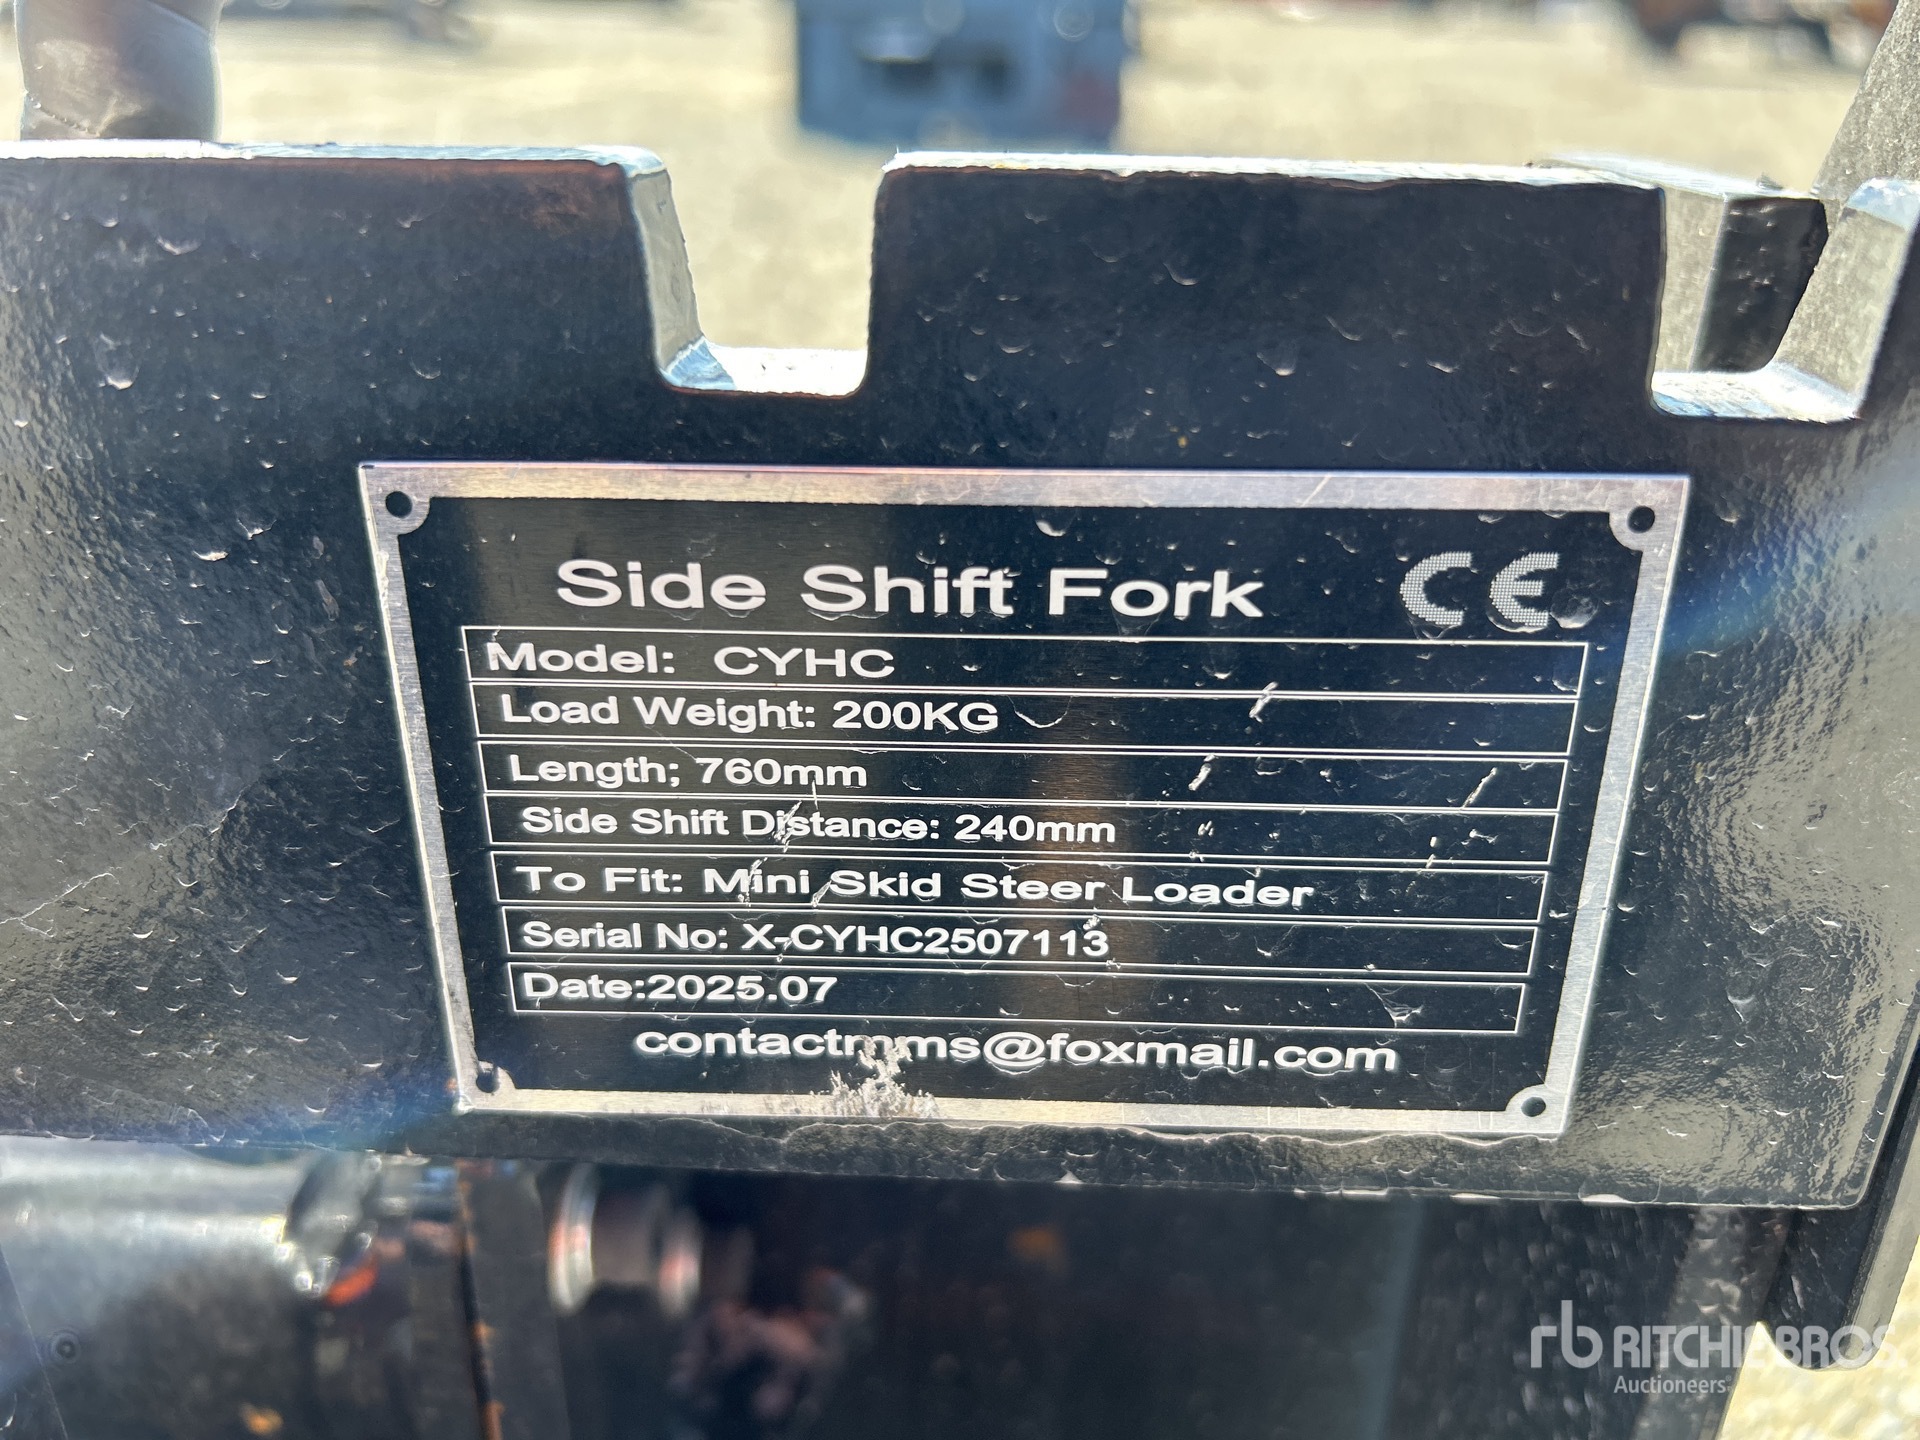 Side Shift Fork CE
Model: CYHC
Load Weight: 200KG
Length; 760mm
Side Shift Distance: 240mm
To Fit: Mini Skid Steer Loader
Serial No: X-CYHC2507113
Date:2025.07
contactmms@foxmail.com
rb RITCHIE BROS.
Auctioneers